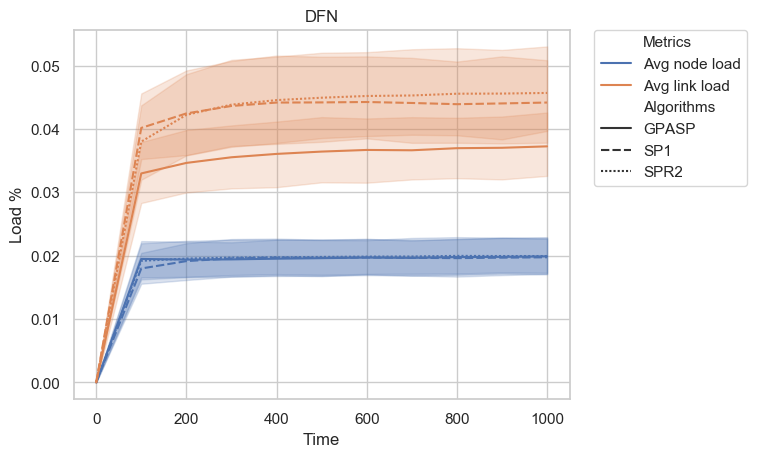 DFN
Metrics
Avg node load
Avg link load
Algorithms
GPASP
SP1
SPR2
Load %
0.05
0.04
0.03
0.02
0.01
0.00
0 200 400 600 800 1000
Time